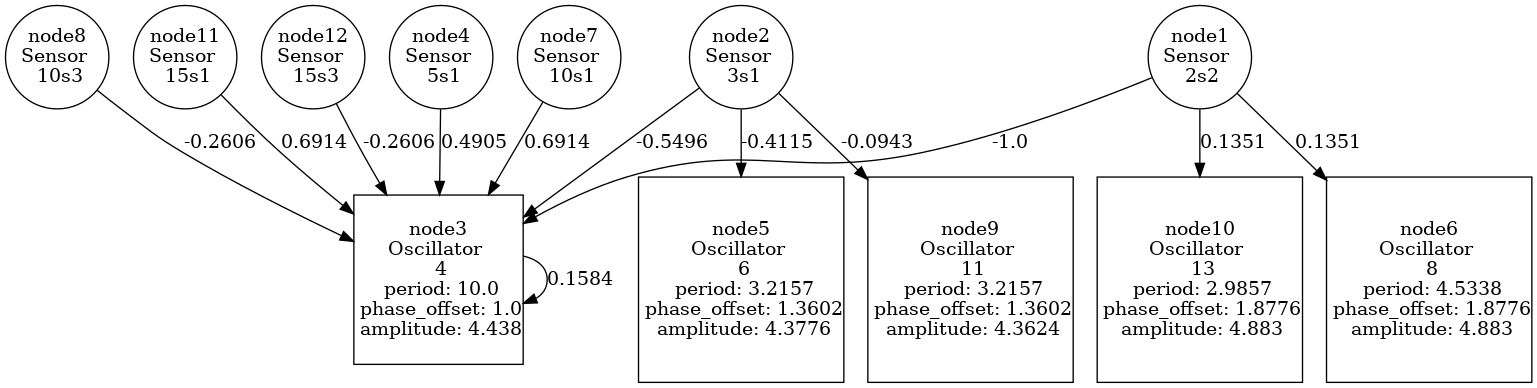 node8
Sensor
10s3
node11
Sensor
15s1
node12
Sensor
15s3
node4
Sensor
5s1
node7
Sensor
10s1
node2
Sensor
3s1
node1
Sensor
2s2
-0.2606
0.6914
-0.2606
0.4905
0.6914
-0.5496
-0.4115
-0.0943
-1.0
0.1351
0.1351
node3
Oscillator
4
period: 10.0
phase_offset: 1.0
amplitude: 4.438
0.1584
node5
Oscillator
6
period: 3.2157
phase_offset: 1.3602
amplitude: 4.3776
node9
Oscillator
11
period: 3.2157
phase_offset: 1.3602
amplitude: 4.3624
node10
Oscillator
13
period: 2.9857
phase_offset: 1.8776
amplitude: 4.883
node6
Oscillator
8
period: 4.5338
phase_offset: 1.8776
amplitude: 4.883